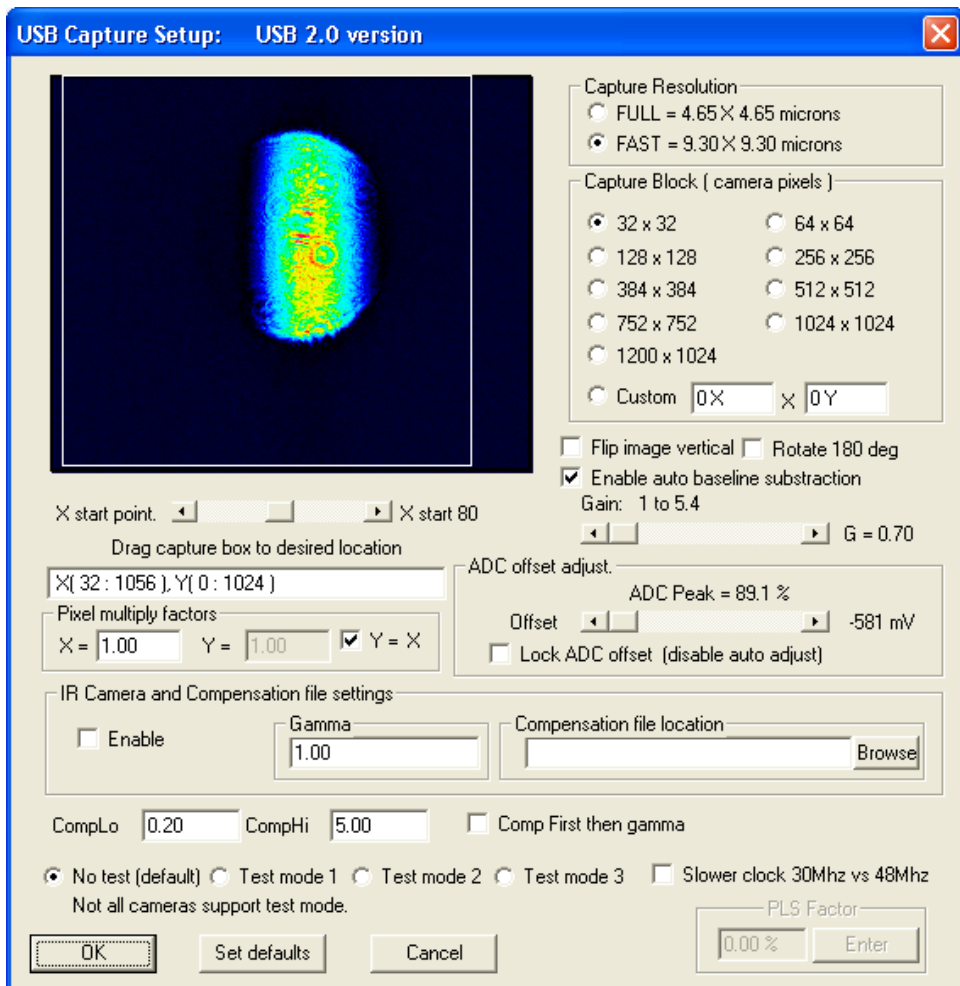 USB Capture Setup: USB 2.0 version
Capture Resolution
FULL = 4.65 X 4.65 microns
FAST = 9.30 X 9.30 microns
Capture Block ( camera pixels )
32 x 32
64 x 64
128 x 128
256 x 256
384 x 384
512 x 512
752 x 752
1024 x 1024
1200 x 1024
Custom 0 X X 0 Y
Flip image vertical Rotate 180 deg
Enable auto baseline substraction
Gain: 1 to 5.4
G = 0.70
X start point. X start 80
Drag capture box to desired location
X( 32 : 1056 ), Y( 0 : 1024 )
Pixel multiply factors
X = 1.00 Y = 1.00 Y = X
ADC offset adjust.
ADC Peak = 89.1 %
Offset -581 mV
Lock ADC offset (disable auto adjust)
IR Camera and Compensation file settings
Enable
Gamma
1.00
Compensation file location
Browse
CompLo 0.20 CompHi 5.00 Comp First then gamma
No test (default) Test mode 1 Test mode 2 Test mode 3 Slower clock 30Mhz vs 48Mhz
Not all cameras support test mode.
PLS Factor
0.00 % Enter
OK Set defaults Cancel